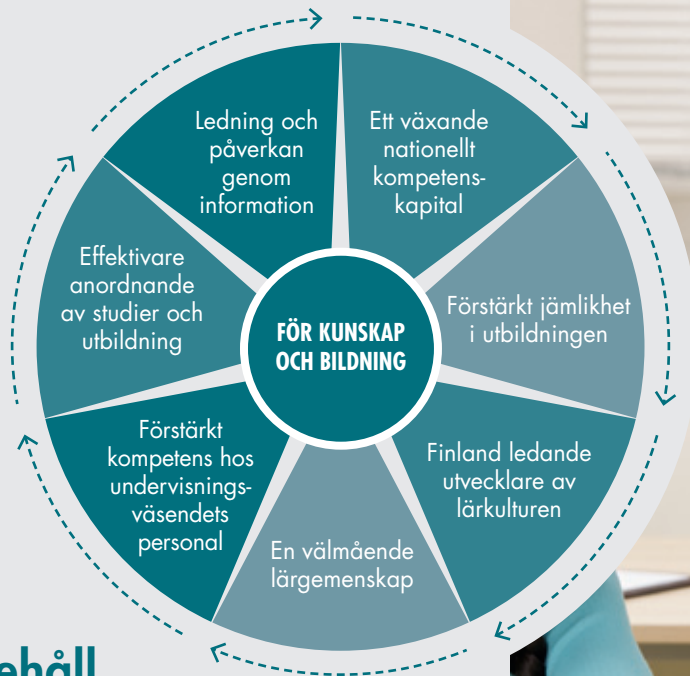 Ledning och
påverkan
genom
information
Ett växande
nationellt
kompetens-
kapital
Förstärkt jämlikhet
i utbildningen
Finland ledande
utvecklare av
lärkulturen
En välmående
lärgemenskap
Förstärkt
kompetens hos
undervisnings-
väsendets
personal
Effektivare
anordnande
av studier och
utbildning
FÖR KUNSKAP
OCH BILDNING